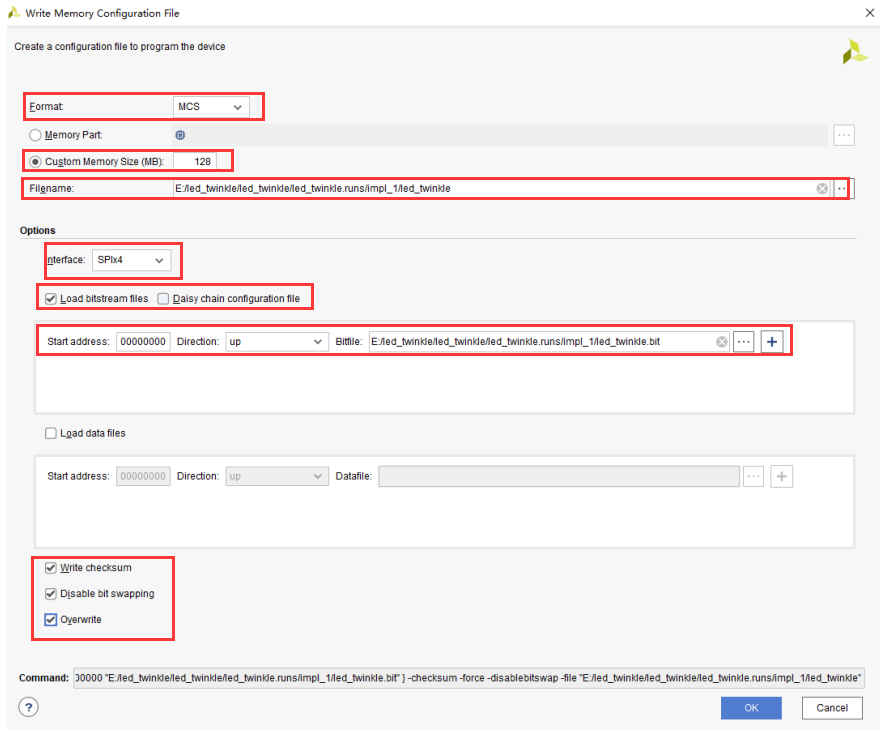 Write Memory Configuration File
Create a configuration file to program the device
Format: MCS
Memory Part: ...
Custom Memory Size (MB): 128
Filename: E:/led_twinkle/led_twinkle/led_twinkle.runs/impl_1/led_twinkle
Options
nterface: SPIx4
Load bitstream files Daisy chain configuration file
Start address: 00000000 Direction: up Bitfile: E:/led_twinkle/led_twinkle/led_twinkle.runs/impl_1/led_twinkle.bit ... +
Load data files
Start address: 00000000 Direction: up Datafile: ... +
Write checksum
Disable bit swapping
Overwrite
Command: 00000 "E:/led_twinkle/led_twinkle/led_twinkle.runs/impl_1/led_twinkle.bit" } -checksum -force -disablebitswap -file "E:/led_twinkle/led_twinkle/led_twinkle.runs/impl_1/led_twinkle"
? OK Cancel